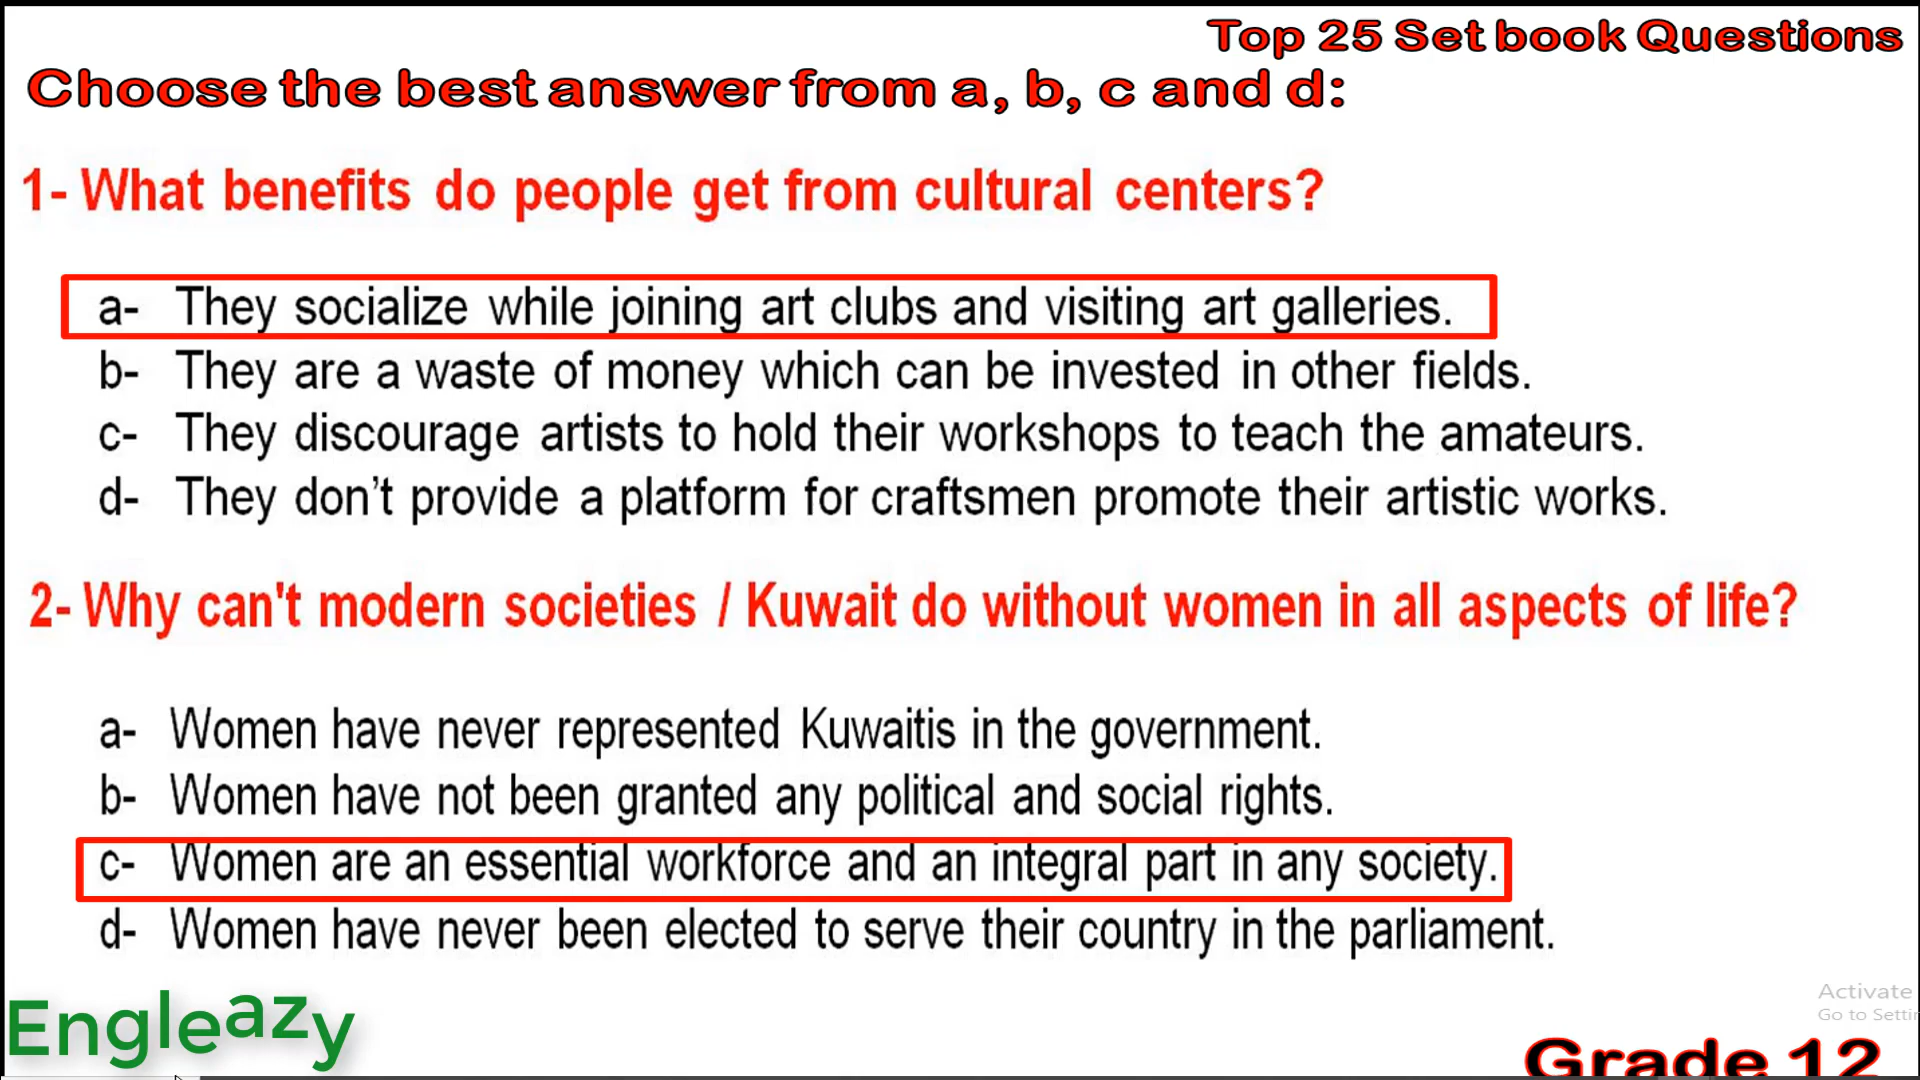 Top 25 Set book Questions
Choose the best answer from a, b, c and d:
1- What benefits do people get from cultural centers?
a- They socialize while joining art clubs and visiting art galleries.
b- They are a waste of money which can be invested in other fields.
c- They discourage artists to hold their workshops to teach the amateurs.
d- They don’t provide a platform for craftsmen promote their artistic works.
2- Why can't modern societies / Kuwait do without women in all aspects of life?
a- Women have never represented Kuwaitis in the government.
b- Women have not been granted any political and social rights.
c- Women are an essential workforce and an integral part in any society.
d- Women have never been elected to serve their country in the parliament.
Engleazy
Activate
Go to
Grade 12